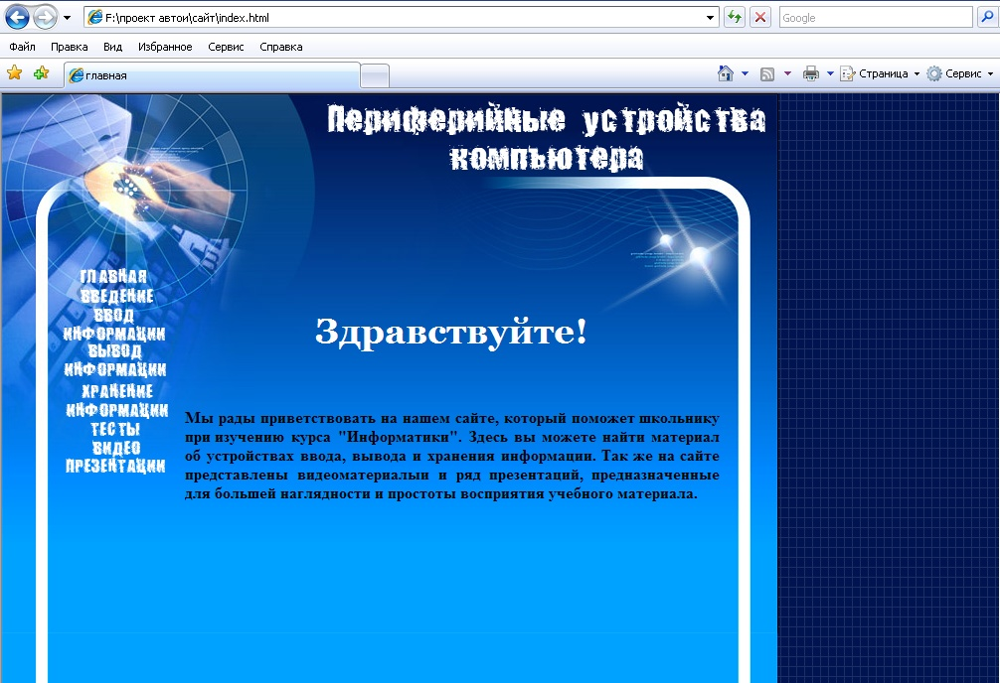 F:\проект автои\сайт\index.html
Google
Файл Правка Вид Избранное Сервис Справка
главная
Страница Сервис
Периферийные устройства
компьютера
ГЛАВНАЯ
ВВЕДЕНИЕ
ВВОД
ИНФОРМАЦИИ
ВЫВОД
ИНФОРМАЦИИ
ХРАНЕНИЕ
ИНФОРМАЦИИ
ТЕСТЫ
ВИДЕО
ПРЕЗЕНТАЦИИ
Здравствуйте!
Мы рады приветствовать на нашем сайте, который поможет школьнику
при изучению курса "Информатики". Здесь вы можете найти материал
об устройствах ввода, вывода и хранения информации. Так же на сайте
представлены видеоматериалыи и ряд презентаций, предназначенные
для большей наглядности и простоты восприятия учебного материала.